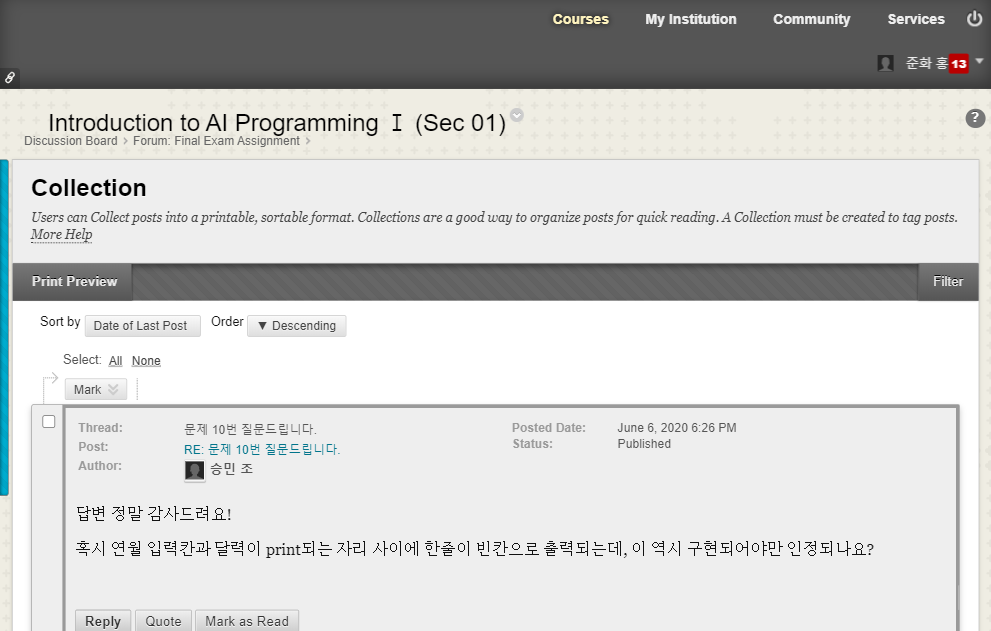 Courses My Institution Community Services
준화 홍 13
Introduction to AI Programming Ⅰ (Sec 01)
?
Discussion Board > Forum: Final Exam Assignment >
Collection
Users can Collect posts into a printable, sortable format. Collections are a good way to organize posts for quick reading. A Collection must be created to tag posts.
More Help
Print Preview Filter
Sort by Date of Last Post Order ▼ Descending
Select: All None
Mark
Thread: 문제 10번 질문드립니다. Posted Date: June 6, 2020 6:26 PM
Post: RE: 문제 10번 질문드립니다. Status: Published
Author: 승민 조
답변 정말 감사드려요!
혹시 연월 입력칸과 달력이 print되는 자리 사이에 한줄이 빈칸으로 출력되는데, 이 역시 구현되어야만 인정되나요?
Reply Quote Mark as Read